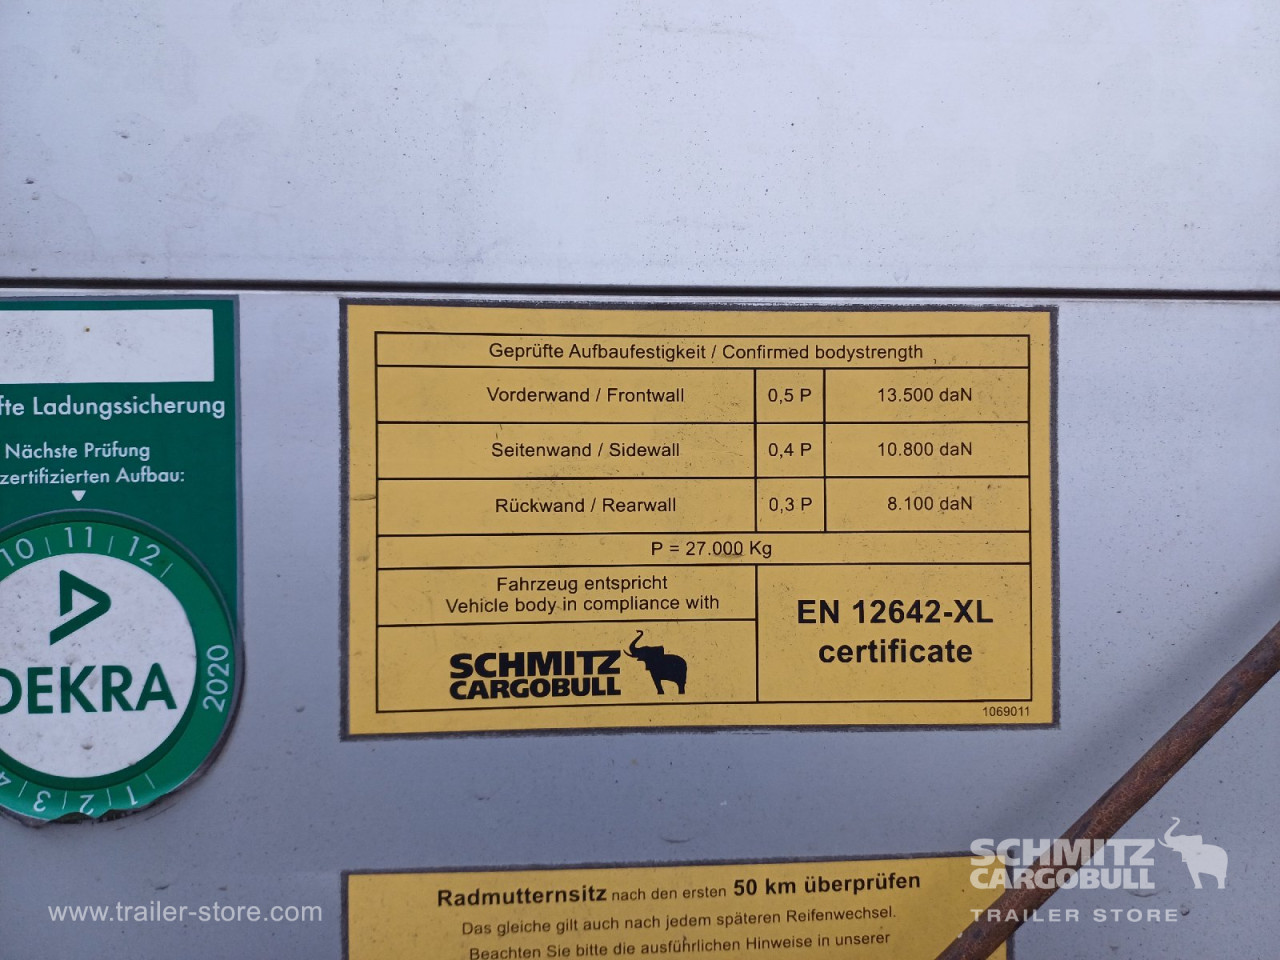 fte Ladungssicherung
Nächste Prüfung
zertifizierten Aufbau:
10 11 12
DEKRA
2020
4 3 2 1
Geprüfte Aufbaufestigkeit / Confirmed bodystrength
Vorderwand / Frontwall 0,5 P 13.500 daN
Seitenwand / Sidewall 0,4 P 10.800 daN
Rückwand / Rearwall 0,3 P 8.100 daN
P = 27.000 Kg
Fahrzeug entspricht
Vehicle body in compliance with
EN 12642-XL
certificate
SCHMITZ
CARGOBULL
1069011
Radmutternsitz nach den ersten 50 km überprüfen
Das gleiche gilt auch nach jedem späteren Reifenwechsel.
Beachten Sie bitte die ausführlichen Hinweise in unserer
www.trailer-store.com
SCHMITZ
CARGOBULL
TRAILER STORE